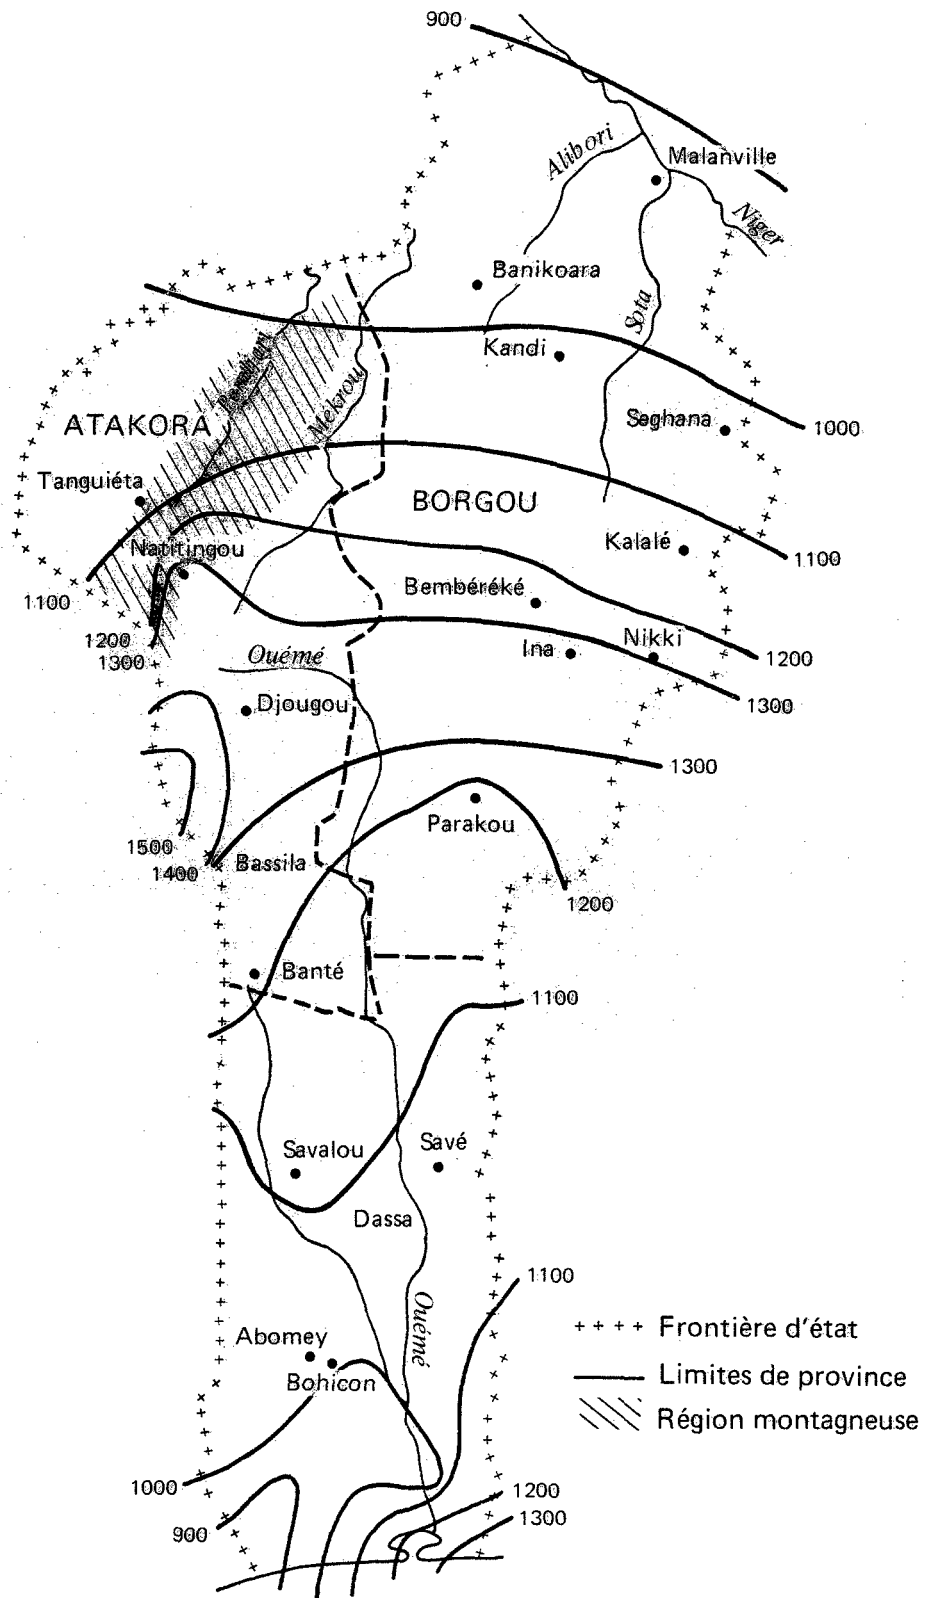 900
Alibori
Malanville
Niger
Banikoara
Sota
Kandi
Pendjari
Mékrou
ATAKORA
Seghana
1000
Tanguiéta
BORGOU
Natitingou
Kalalé
1100
1100
Bembéréké
1200
1300
Ouémé
Ina
Nikki
1200
1300
Djougou
1300
Parakou
1500
1400
Bassila
1200
Banté
1100
Savalou
Savé
Dassa
1100
Ouémé
Abomey
Bohicon
++++ Frontière d'état
Limites de province
Région montagneuse
1000
900
1200
1300